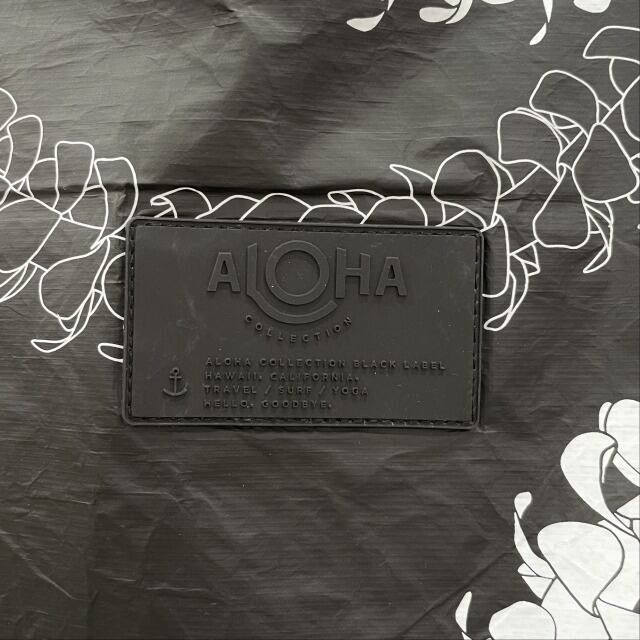 ALOHA
COLLECTION
ALOHA COLLECTION BLACK LABEL
HAWAII. CALIFORNIA.
TRAVEL / SURF / YOGA
HELLO. GOODBYE.